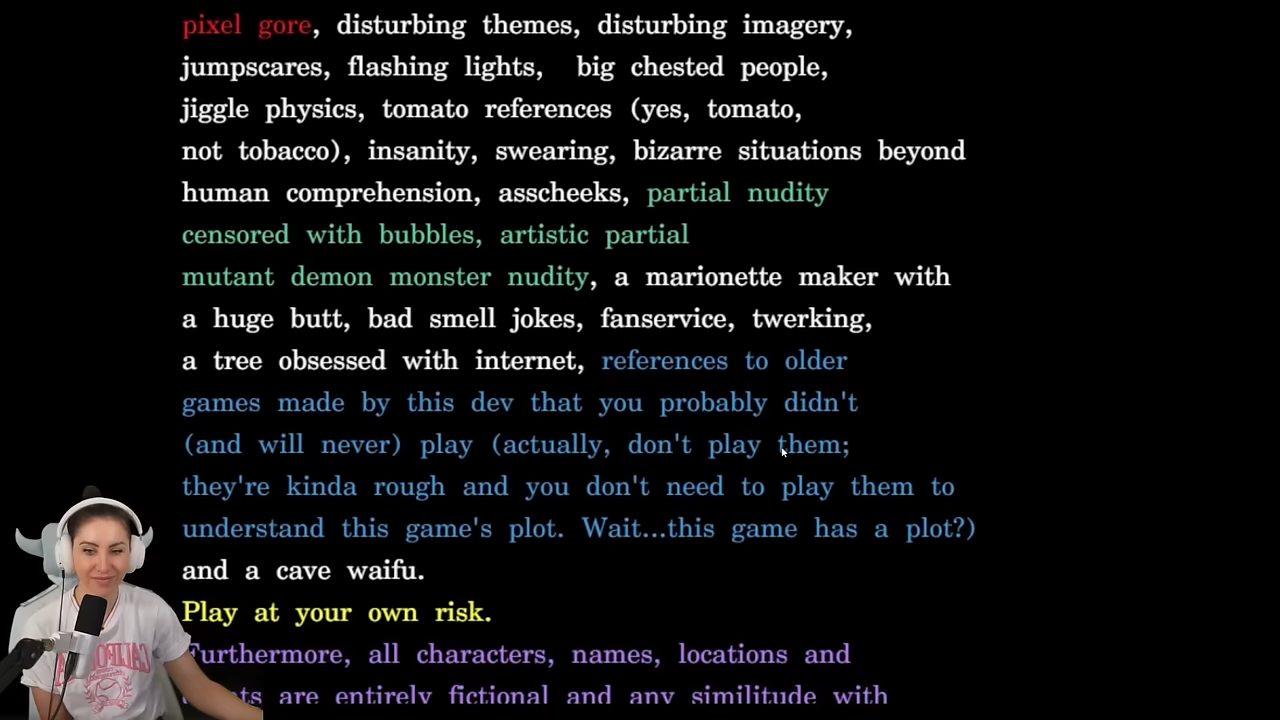 pixel gore, disturbing themes, disturbing imagery,
jumpscares, flashing lights, big chested people,
jiggle physics, tomato references (yes, tomato,
not tobacco), insanity, swearing, bizarre situations beyond
human comprehension, asscheeks, partial nudity
censored with bubbles, artistic partial
mutant demon monster nudity, a marionette maker with
a huge butt, bad smell jokes, fanservice, twerking,
a tree obsessed with internet, references to older
games made by this dev that you probably didn't
(and will never) play (actually, don't play them;
they're kinda rough and you don't need to play them to
understand this game's plot. Wait...this game has a plot?)
and a cave waifu.
Play at your own risk.
Furthermore, all characters, names, locations and
are entirely fictional and any similitude with